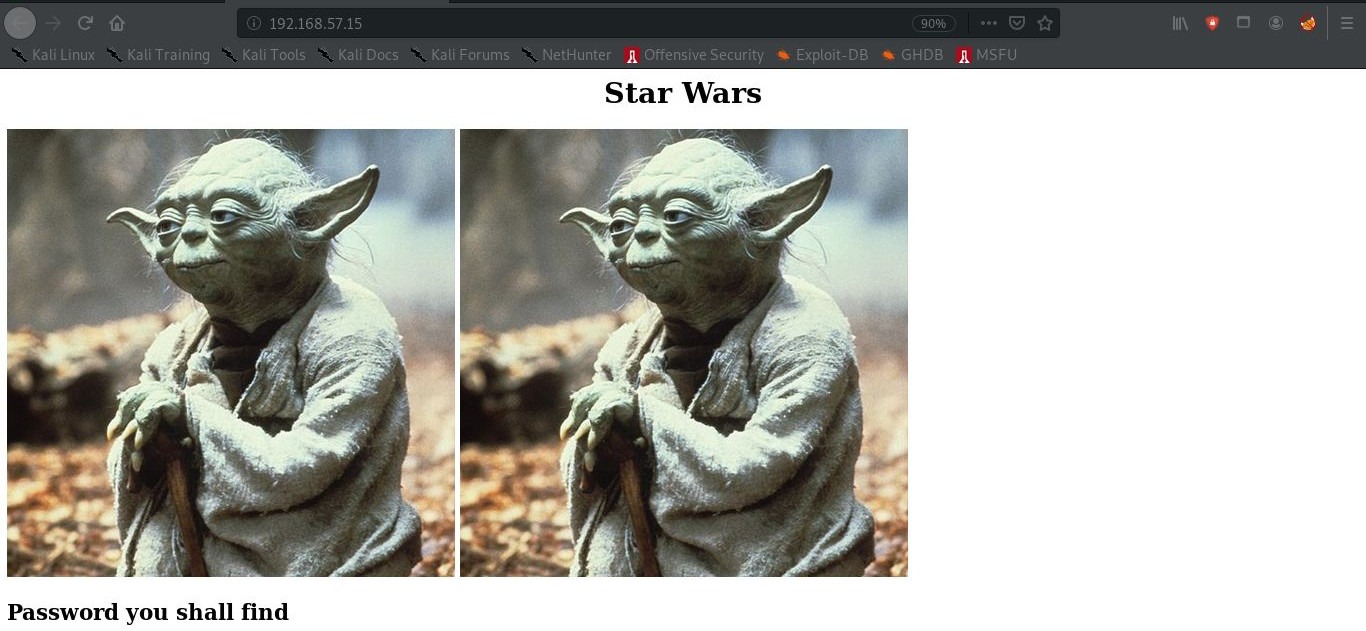 192.168.57.15 90%
Kali Linux Kali Training Kali Tools Kali Docs Kali Forums NetHunter Offensive Security Exploit-DB GHDB MSFU
Star Wars
Password you shall find